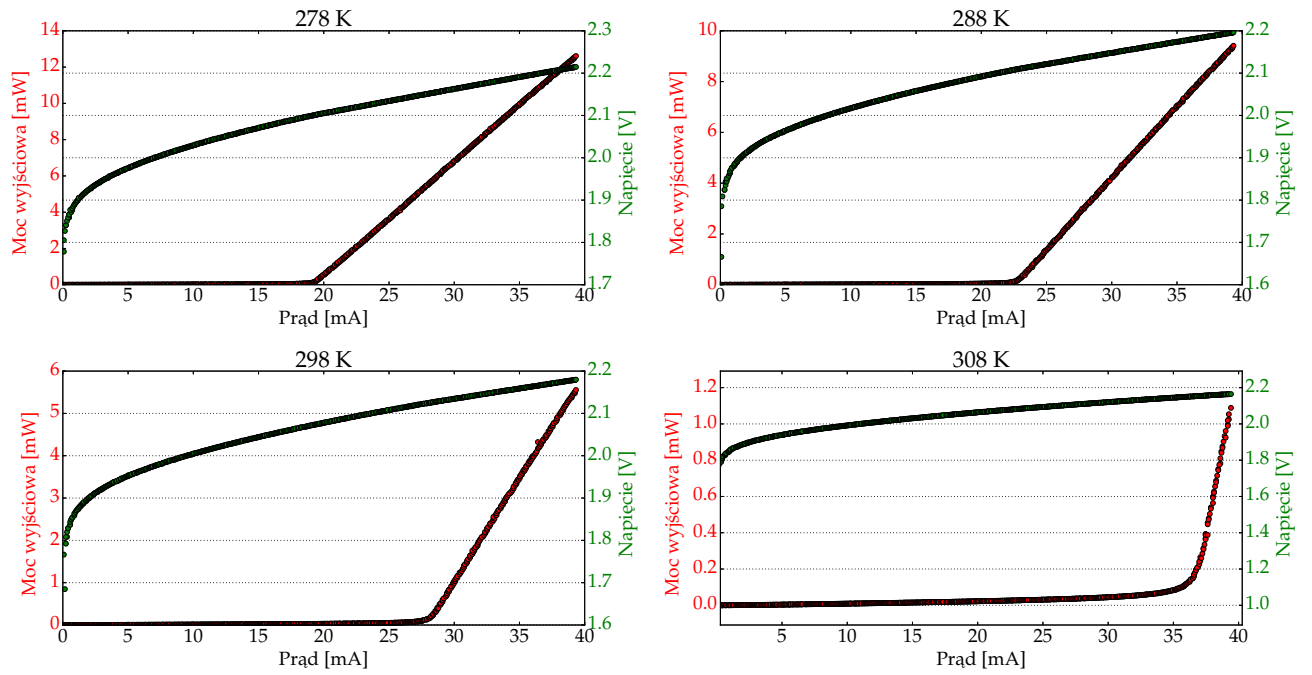 278 K
14
12
10
8
6
4
2
0
Moc wyjściowa [mW]
2.3
2.2
2.1
2.0
1.9
1.8
1.7
Napięcie [V]
0 5 10 15 20 25 30 35 40
Prąd [mA]
288 K
10
8
6
4
2
0
Moc wyjściowa [mW]
2.2
2.1
2.0
1.9
1.8
1.7
1.6
Napięcie [V]
0 5 10 15 20 25 30 35 40
Prąd [mA]
298 K
6
5
4
3
2
1
0
Moc wyjściowa [mW]
2.2
2.1
2.0
1.9
1.8
1.7
1.6
Napięcie [V]
0 5 10 15 20 25 30 35 40
Prąd [mA]
308 K
1.2
1.0
0.8
0.6
0.4
0.2
0.0
Moc wyjściowa [mW]
2.2
2.0
1.8
1.6
1.4
1.2
1.0
Napięcie [V]
5 10 15 20 25 30 35 40
Prąd [mA]